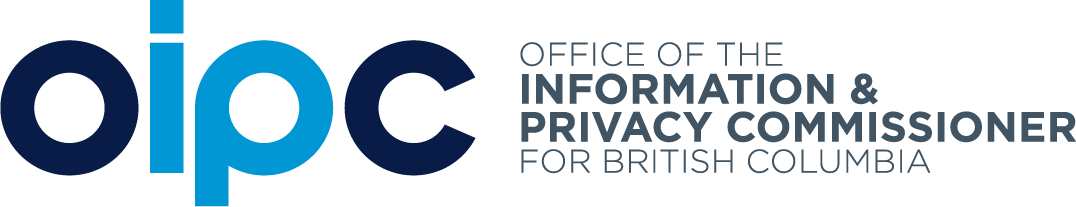 oipc
OFFICE OF THE
INFORMATION &
PRIVACY COMMISSIONER
FOR BRITISH COLUMBIA